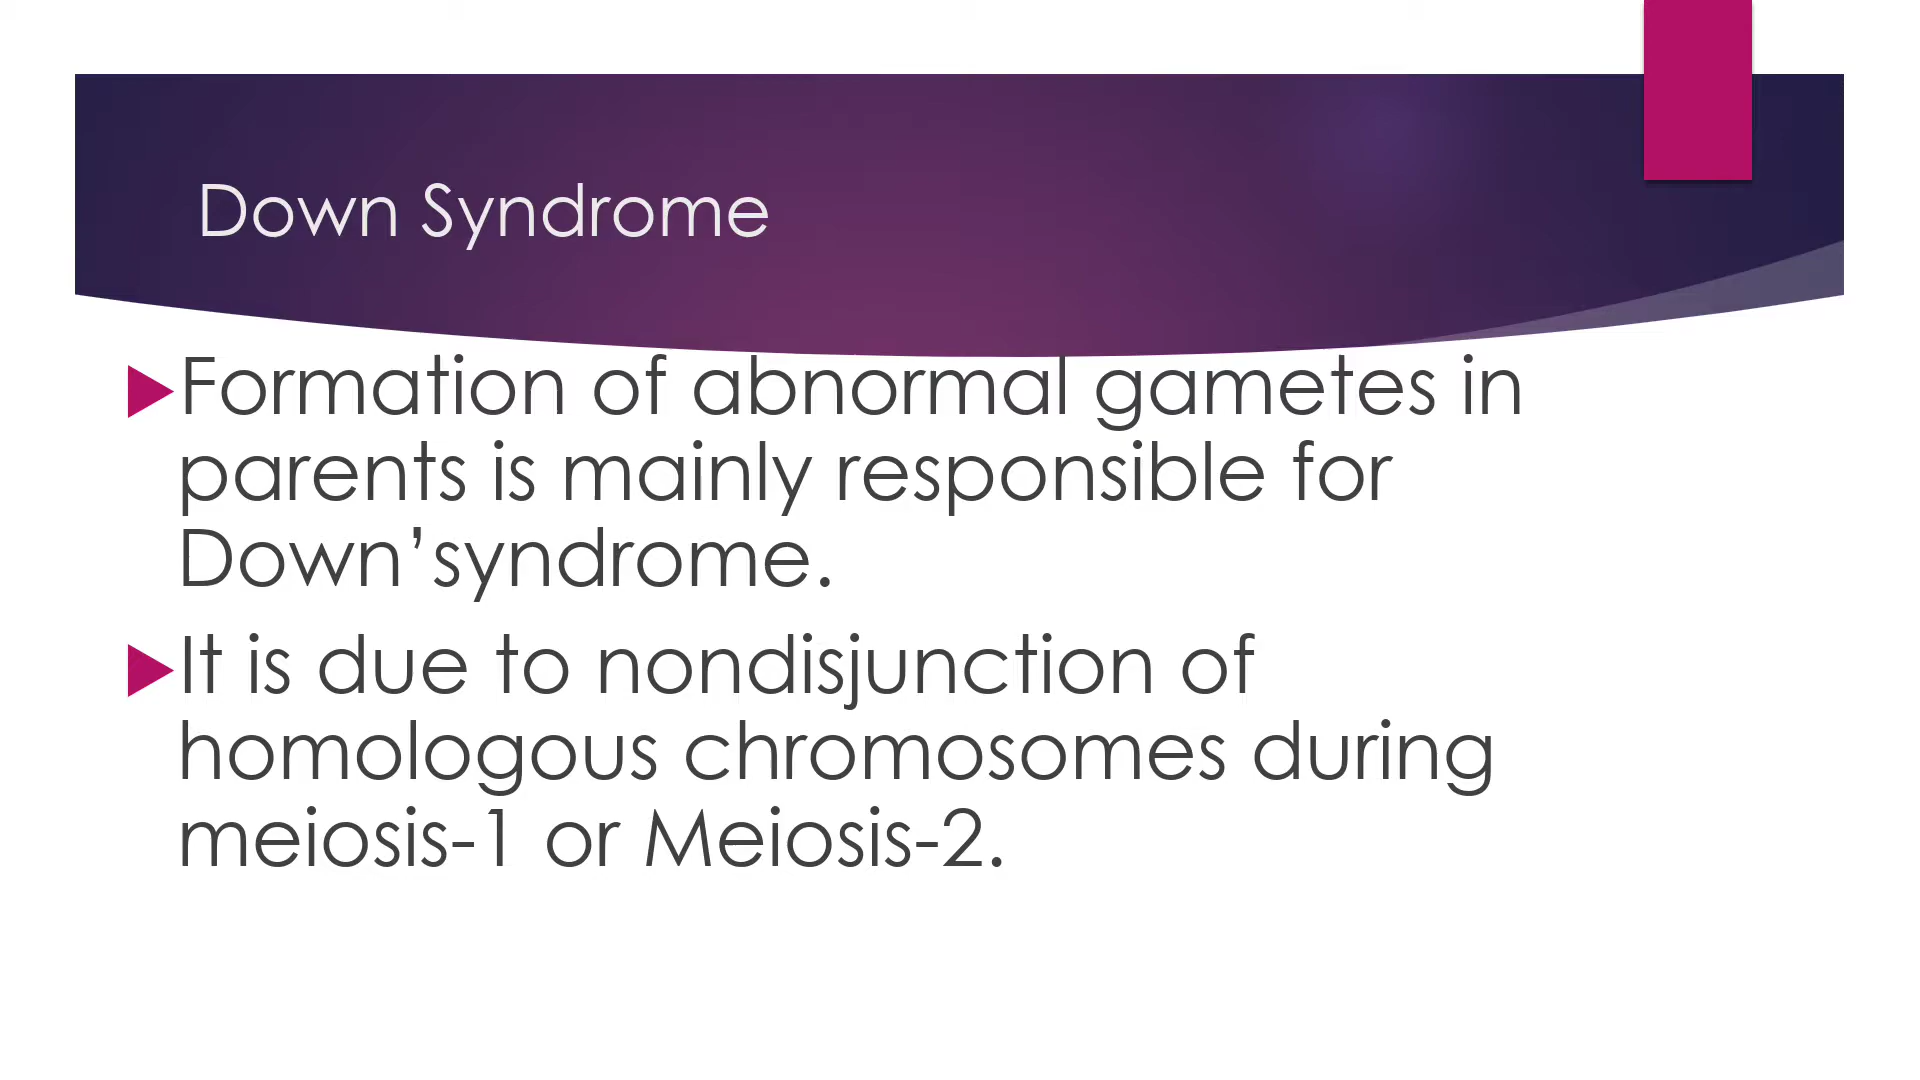 Down Syndrome
Formation of abnormal gametes in
parents is mainly responsible for
Down’syndrome.
It is due to nondisjunction of
homologous chromosomes during
meiosis-1 or Meiosis-2.